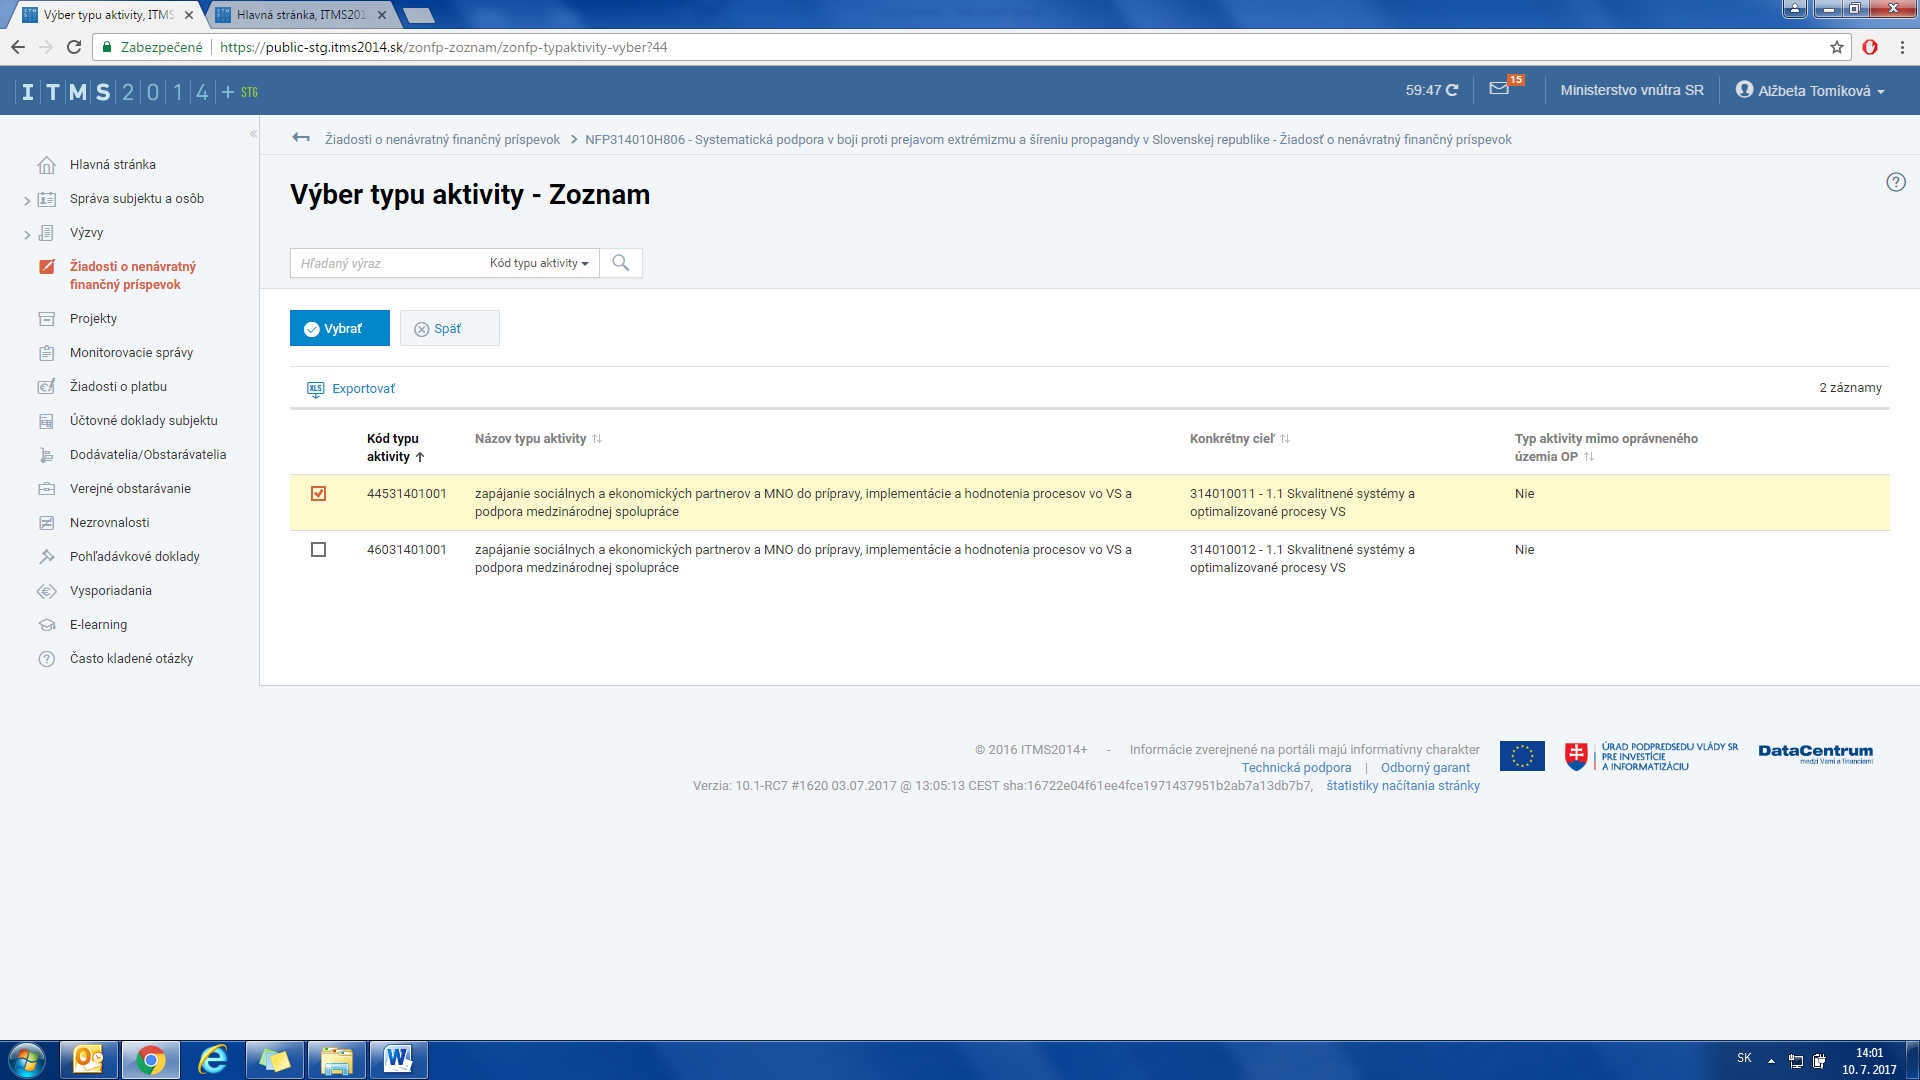 Výber typu aktivity, ITMS
Hlavná stránka, ITMS201
Zabezpečené
https://public-stg.itms2014.sk/zonfp-zoznam/zonfp-typaktivity-vyber?44
ITMS2014+ STG
59:47
15
Ministerstvo vnútra SR
Alžbeta Tomíková
Žiadosti o nenávratný finančný príspevok > NFP314010H806 - Systematická podpora v boji proti prejavom extrémizmu a šíreniu propagandy v Slovenskej republike - Žiadosť o nenávratný finančný príspevok
Hlavná stránka
Správa subjektu a osôb
Výzvy
Žiadosti o nenávratný
finančný príspevok
Projekty
Monitorovacie správy
Žiadosti o platbu
Účtovné doklady subjektu
Dodávatelia/Obstarávatelia
Verejné obstarávanie
Nezrovnalosti
Pohľadávkové doklady
Vysporiadania
E-learning
Často kladené otázky
Výber typu aktivity - Zoznam
Hľadaný výraz
Kód typu aktivity
Vybrať
Späť
XLS Exportovať
2 záznamy
Kód typu
aktivity
Názov typu aktivity
Konkrétny cieľ
Typ aktivity mimo oprávneného
územia OP
44531401001
zapájanie sociálnych a ekonomických partnerov a MNO do prípravy, implementácie a hodnotenia procesov vo VS a
podpora medzinárodnej spolupráce
314010011 - 1.1 Skvalitnené systémy a
optimalizované procesy VS
Nie
46031401001
zapájanie sociálnych a ekonomických partnerov a MNO do prípravy, implementácie a hodnotenia procesov vo VS a
podpora medzinárodnej spolupráce
314010012 - 1.1 Skvalitnené systémy a
optimalizované procesy VS
Nie
© 2016 ITMS2014+ - Informácie zverejnené na portáli majú informatívny charakter
Technická podpora | Odborný garant
Verzia: 10.1-RC7 #1620 03.07.2017 @ 13:05:13 CEST sha:16722e04f61ee4fce1971437951b2ab7a13db7b7, štatistiky načítania stránky
ÚRAD PODPREDSEDU VLÁDY SR
PRE INVESTÍCIE
A INFORMATIZÁCIU
DataCentrum
medzi Vami a financiami
SK
14:01
10. 7. 2017